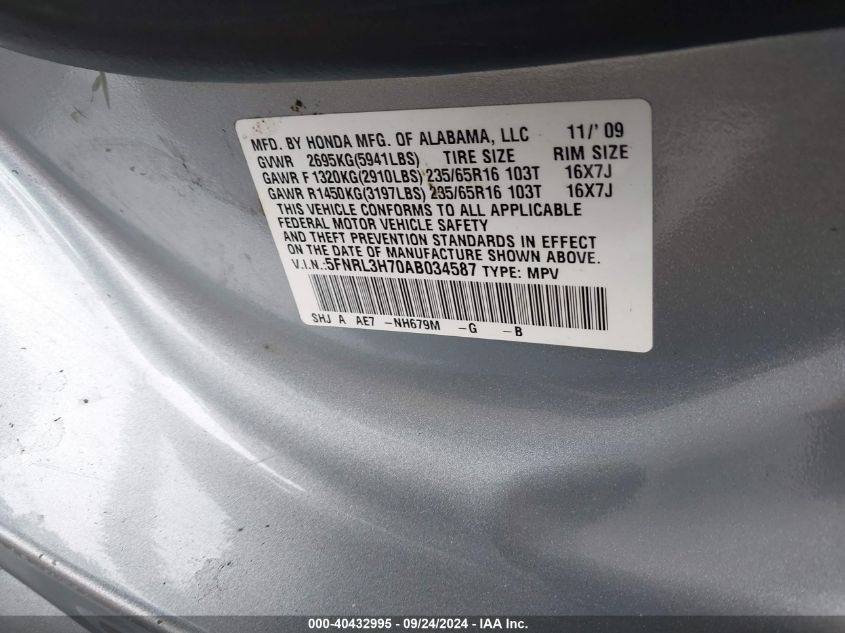 MFD. BY HONDA MFG. OF ALABAMA, LLC 11/' 09
GVWR 2695KG(5941LBS) TIRE SIZE RIM SIZE
GAWR F1320KG(2910LBS) 235/65R16 103T 16X7J
GAWR R1450KG(3197LBS) 235/65R16 103T 16X7J
THIS VEHICLE CONFORMS TO ALL APPLICABLE
FEDERAL MOTOR VEHICLE SAFETY
AND THEFT PREVENTION STANDARDS IN EFFECT
ON THE DATE OF MANUFACTURE SHOWN ABOVE.
V.I.N.:5FNRL3H70AB034587 TYPE: MPV
SHJ A AE7 -NH679M -G -B
000-40432995 - 09/24/2024 - IAA Inc.